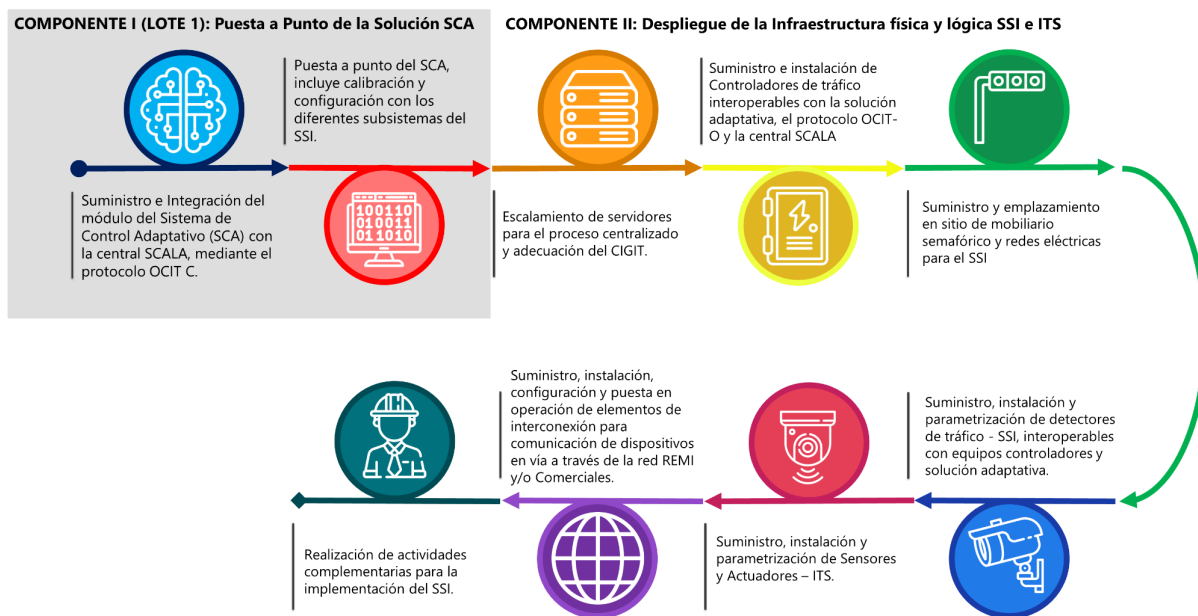 COMPONENTE I (LOTE 1): Puesta a Punto de la Solución SCA
COMPONENTE II: Despliegue de la Infraestructura física y lógica SSI e ITS
Suministro e Integración del
módulo del Sistema de
Control Adaptativo (SCA) con
la central SCALA, mediante el
protocolo OCIT C.
Puesta a punto del SCA,
incluye calibración y
configuración con los
diferentes subsistemas del
SSI.
100110
010011
011010
Escalamiento de servidores
para el proceso centralizado
y adecuación del CIGIT.
Suministro e instalación de
Controladores de tráfico
interoperables con la solución
adaptativa, el protocolo OCIT-
O y la central SCALA
Suministro y emplazamiento
en sitio de mobiliario
semafórico y redes eléctricas
para el SSI
Suministro, instalación y
parametrización de detectores
de tráfico - SSI, interoperables
con equipos controladores y
solución adaptativa.
Suministro, instalación y
parametrización de Sensores
y Actuadores – ITS.
Suministro, instalación,
configuración y puesta en
operación de elementos de
interconexión para
comunicación de dispositivos
en vía a través de la red REMI
y/o Comerciales.
Realización de actividades
complementarias para la
implementación del SSI.